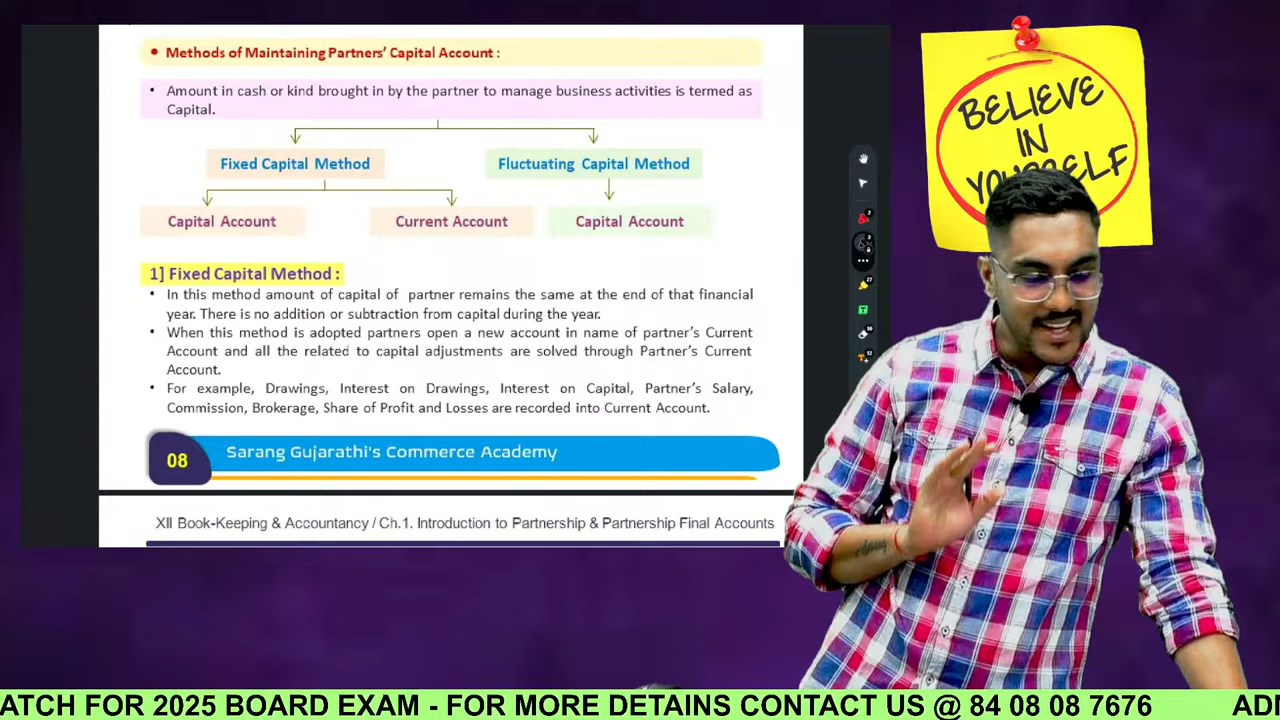 • Methods of Maintaining Partners’ Capital Account :
• Amount in cash or kind brought in by the partner to manage business activities is termed as
Capital.
Fixed Capital Method
Fluctuating Capital Method
Capital Account
Current Account
Capital Account
1] Fixed Capital Method :
• In this method amount of capital of partner remains the same at the end of that financial
year. There is no addition or subtraction from capital during the year.
• When this method is adopted partners open a new account in name of partner’s Current
Account and all the related to capital adjustments are solved through Partner’s Current
Account.
• For example, Drawings, Interest on Drawings, Interest on Capital, Partner’s Salary,
Commission, Brokerage, Share of Profit and Losses are recorded into Current Account.
08
Sarang Gujarathi's Commerce Academy
XII Book-Keeping & Accountancy / Ch.1. Introduction to Partnership & Partnership Final Accounts
BELIEVE
IN
YOURSELF
ATCH FOR 2025 BOARD EXAM - FOR MORE DETAINS CONTACT US @ 84 08 08 7676 ADI